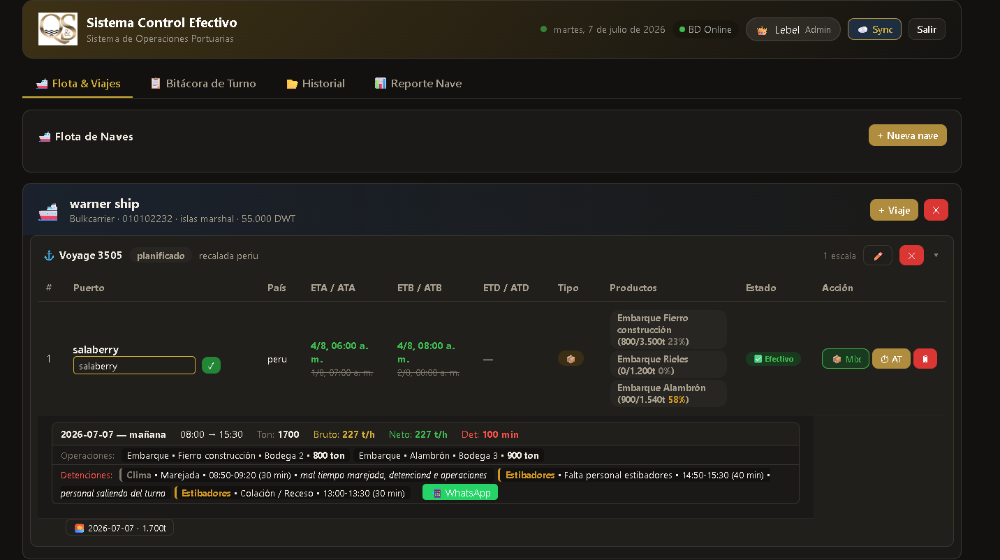 QS
&
Sistema Control Efectivo
Sistema de Operaciones Portuarias
martes, 7 de julio de 2026
BD Online
Lebel Admin
Sync
Salir
Flota & Viajes
Bitácora de Turno
Historial
Reporte Nave
Flota de Naves
+ Nueva nave
warner ship
Bulkcarrier · 010102232 · islas marshal · 55.000 DWT
+ Viaje
Voyage 3505 planificado recalada periu
1 escala
# Puerto País ETA / ATA ETB / ATB ETD / ATD Tipo Productos Estado Acción
1
salaberry
salaberry
✓
peru
4/8, 06:00 a.
m.
1/8, 07:00 a. m.
4/8, 08:00 a.
m.
2/8, 08:00 a. m.
—
Embarque Fierro
construcción
(800/3.500t 23%)
Embarque Rieles
(0/1.200t 0%)
Embarque Alambrón
(900/1.540t 58%)
Efectivo
Mix
AT
2026-07-07 — mañana 08:00 → 15:30 Ton: 1700 Bruto: 227 t/h Neto: 227 t/h Det: 100 min
Operaciones: Embarque • Fierro construcción • Bodega 2 • 800 ton Embarque • Alambrón • Bodega 3 • 900 ton
Detenciones: Clima • Marejada • 08:50-09:20 (30 min) • mal tiempo marejada, detenciond e operaciones Estibadores • Falta personal estibadores • 14:50-15:30 (40 min) •
personal saliendo del turno Estibadores • Colación / Receso • 13:00-13:30 (30 min) WhatsApp
2026-07-07 · 1.700t